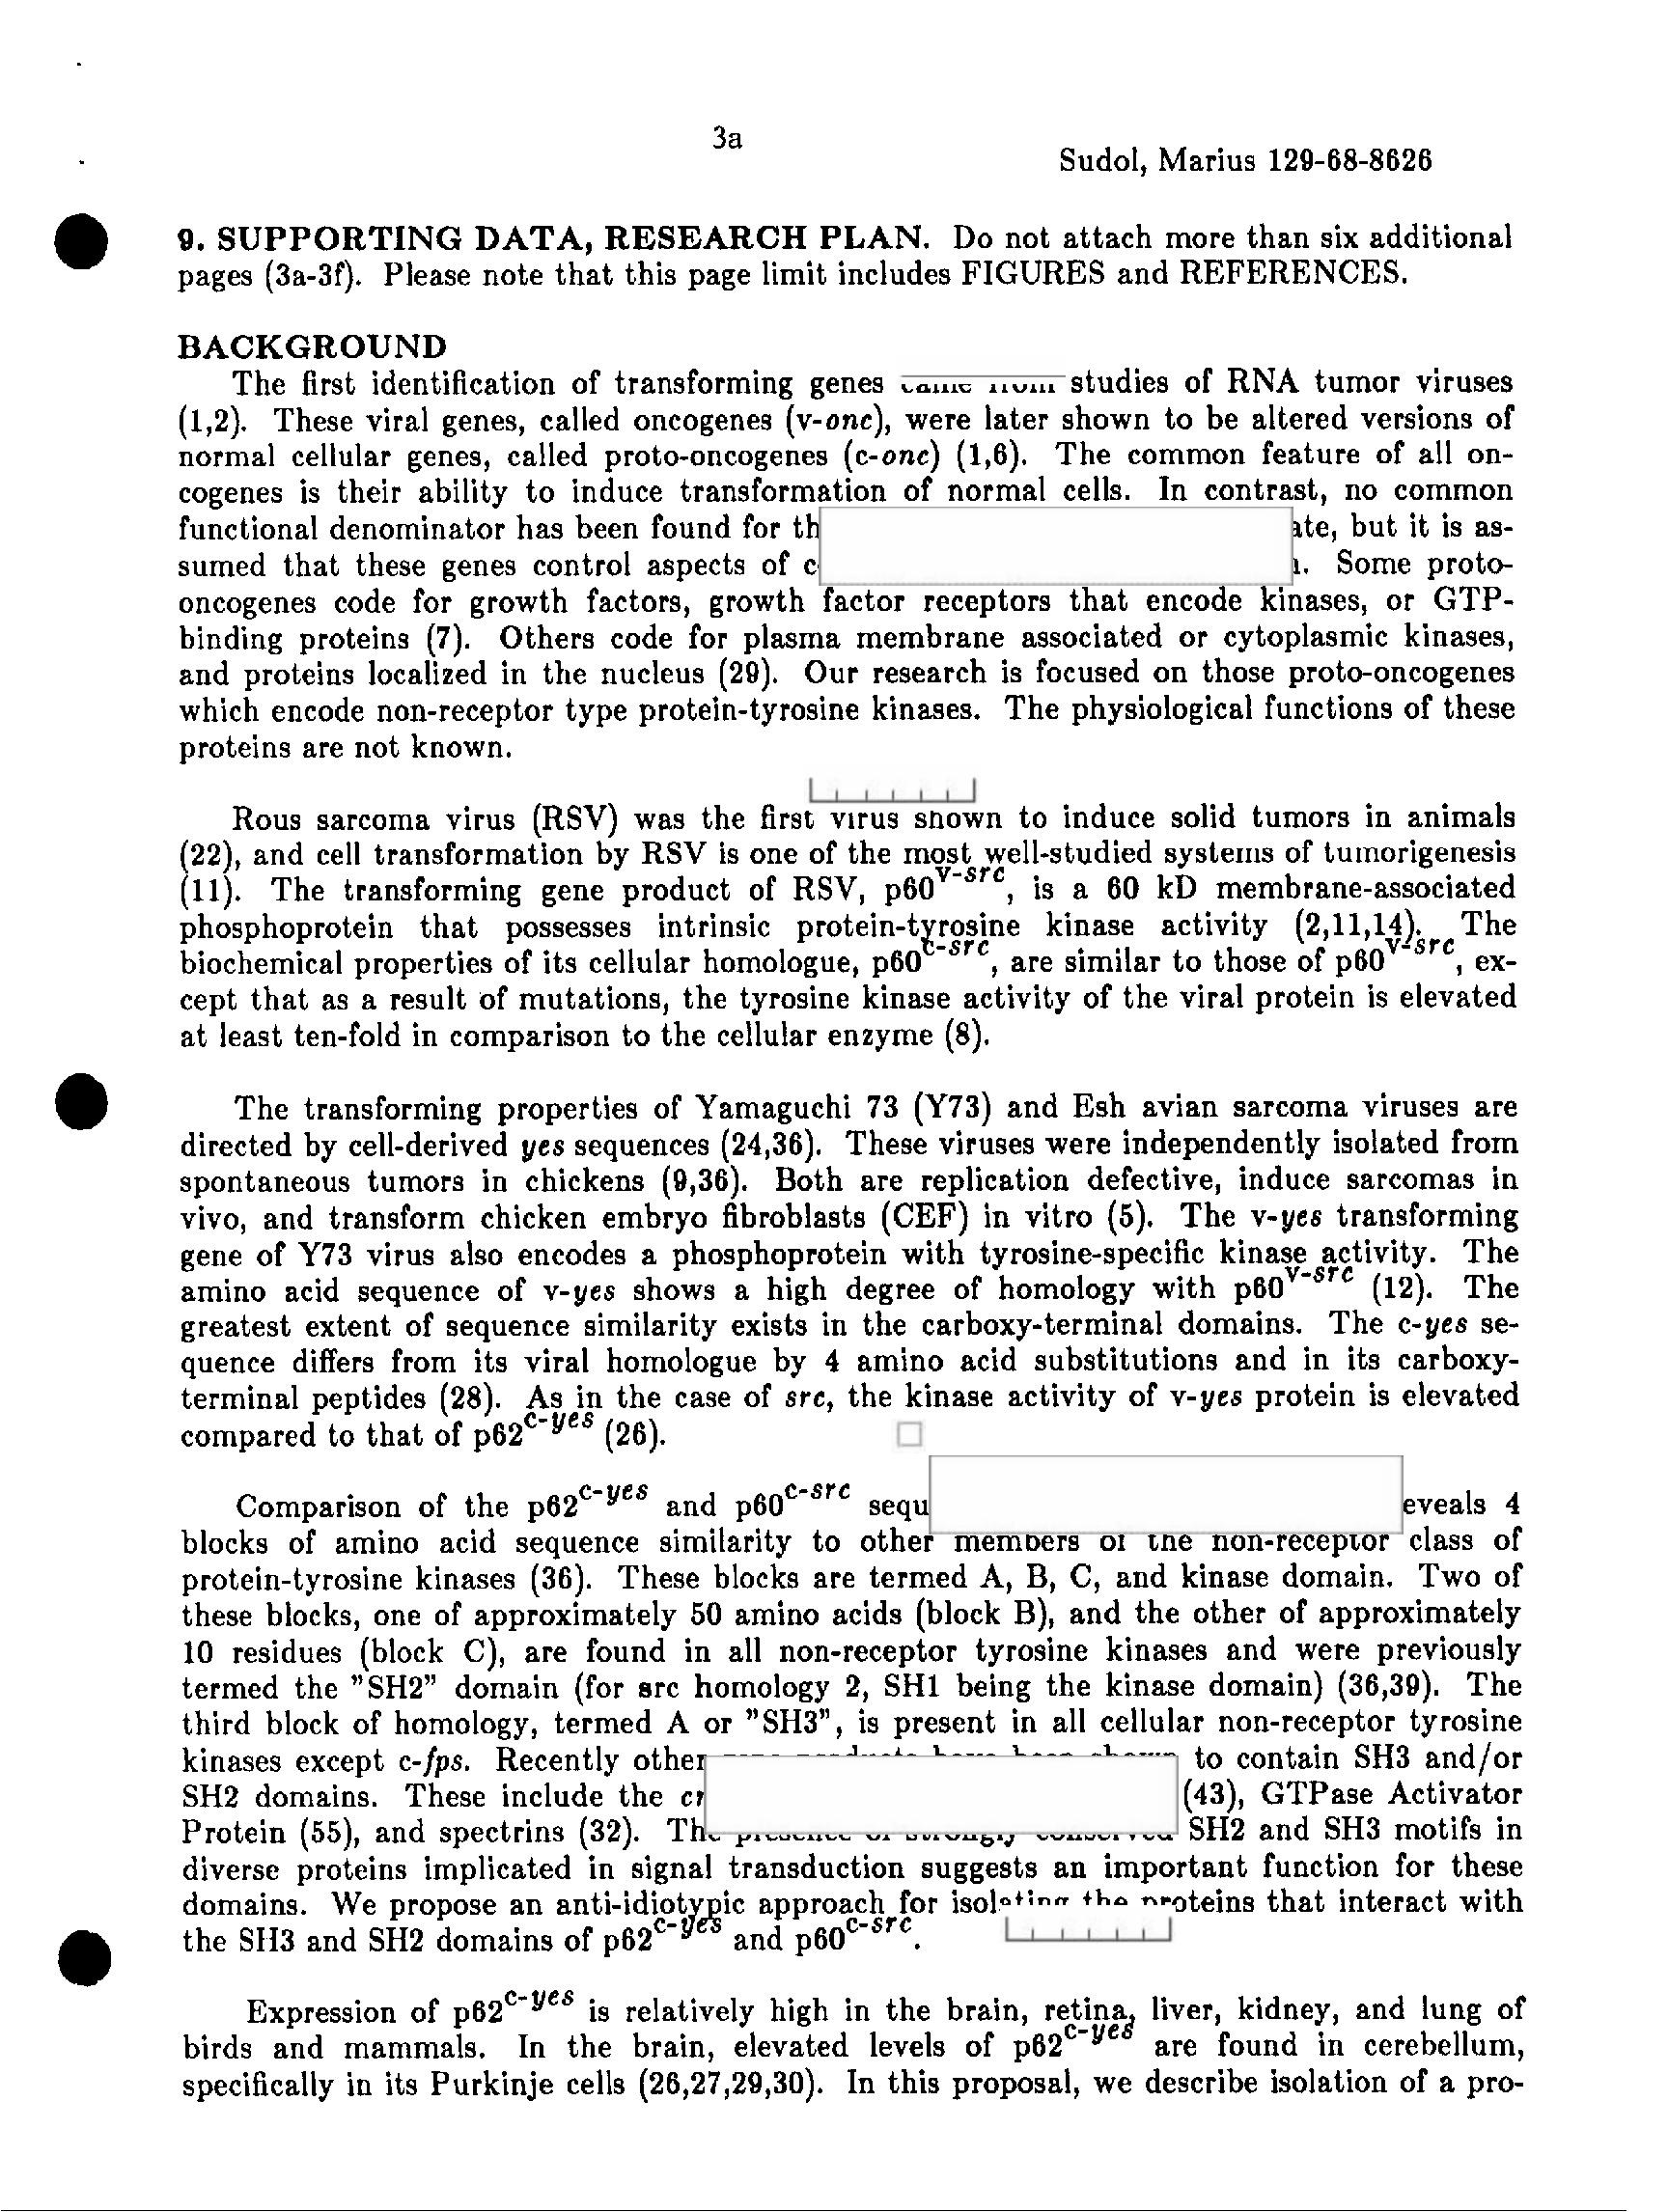 3a
Sudol, Marius 129-68-8626
9. SUPPORTING DATA, RESEARCH PLAN. Do not attach more than six additional
pages (3a-3f). Please note that this page limit includes FIGURES and REFERENCES.
BACKGROUND
The first identification of transforming genes studies of RNA tumor viruses
(1,2). These viral genes, called oncogenes (v-onc), were later shown to be altered versions of
normal cellular genes, called proto-oncogenes (c-onc) (1,6). The common feature of all on-
cogenes is their ability to induce transformation of normal cells. In contrast, no common
functional denominator has been found for but it is as-
sumed that these genes control aspects of Some proto-
oncogenes code for growth factors, growth factor receptors that encode kinases, or GTP-
binding proteins (7). Others code for plasma membrane associated or cytoplasmic kinases,
and proteins localized in the nucleus (29). Our research is focused on those proto-oncogenes
which encode non-receptor type protein-tyrosine kinases. The physiological functions of these
proteins are not known.
Rous sarcoma virus (RSV) was the first virus shown to induce solid tumors in animals
(22), and cell transformation by RSV is one of the most well-studied systems of tumorigenesis
(11). The transforming gene product of RSV, p60v-src, is a 60 kD membrane-associated
phosphoprotein that possesses intrinsic protein-tyrosine kinase activity (2,11,14). The
biochemical properties of its cellular homologue, p60c-src, are similar to those of p60v-src, ex-
cept that as a result of mutations, the tyrosine kinase activity of the viral protein is elevated
at least ten-fold in comparison to the cellular enzyme (8).
The transforming properties of Yamaguchi 73 (Y73) and Esh avian sarcoma viruses are
directed by cell-derived yes sequences (24,36). These viruses were independently isolated from
spontaneous tumors in chickens (9,36). Both are replication defective, induce sarcomas in
vivo, and transform chicken embryo fibroblasts (CEF) in vitro (5). The v-yes transforming
gene of Y73 virus also encodes a phosphoprotein with tyrosine-specific kinase activity. The
amino acid sequence of v-yes shows a high degree of homology with p60v-src (12). The
greatest extent of sequence similarity exists in the carboxy-terminal domains. The c-yes se-
quence differs from its viral homologue by 4 amino acid substitutions and in its carboxy-
terminal peptides (28). As in the case of src, the kinase activity of v-yes protein is elevated
compared to that of p62c-yes (26).
Comparison of the p62c-yes and p60c-src 4
blocks of amino acid sequence similarity to other members of the non-receptor class of
protein-tyrosine kinases (36). These blocks are termed A, B, C, and kinase domain. Two of
these blocks, one of approximately 50 amino acids (block B), and the other of approximately
10 residues (block C), are found in all non-receptor tyrosine kinases and were previously
termed the "SH2" domain (for src homology 2, SH1 being the kinase domain) (36,39). The
third block of homology, termed A or "SH3", is present in all cellular non-receptor tyrosine
kinases except c-fps. Recently other to contain SH3 and/or
SH2 domains. These include the (43), GTPase Activator
Protein (55), and spectrins (32). SH2 and SH3 motifs in
diverse proteins implicated in signal transduction suggests an important function for these
domains. We propose an anti-idiotypic approach for isolating the proteins that interact with
the SH3 and SH2 domains of p62c-yes and p60c-src.
Expression of p62c-yes is relatively high in the brain, retina, liver, kidney, and lung of
birds and mammals. In the brain, elevated levels of p62c-yes are found in cerebellum,
specifically in its Purkinje cells (26,27,29,30). In this proposal, we describe isolation of a pro-